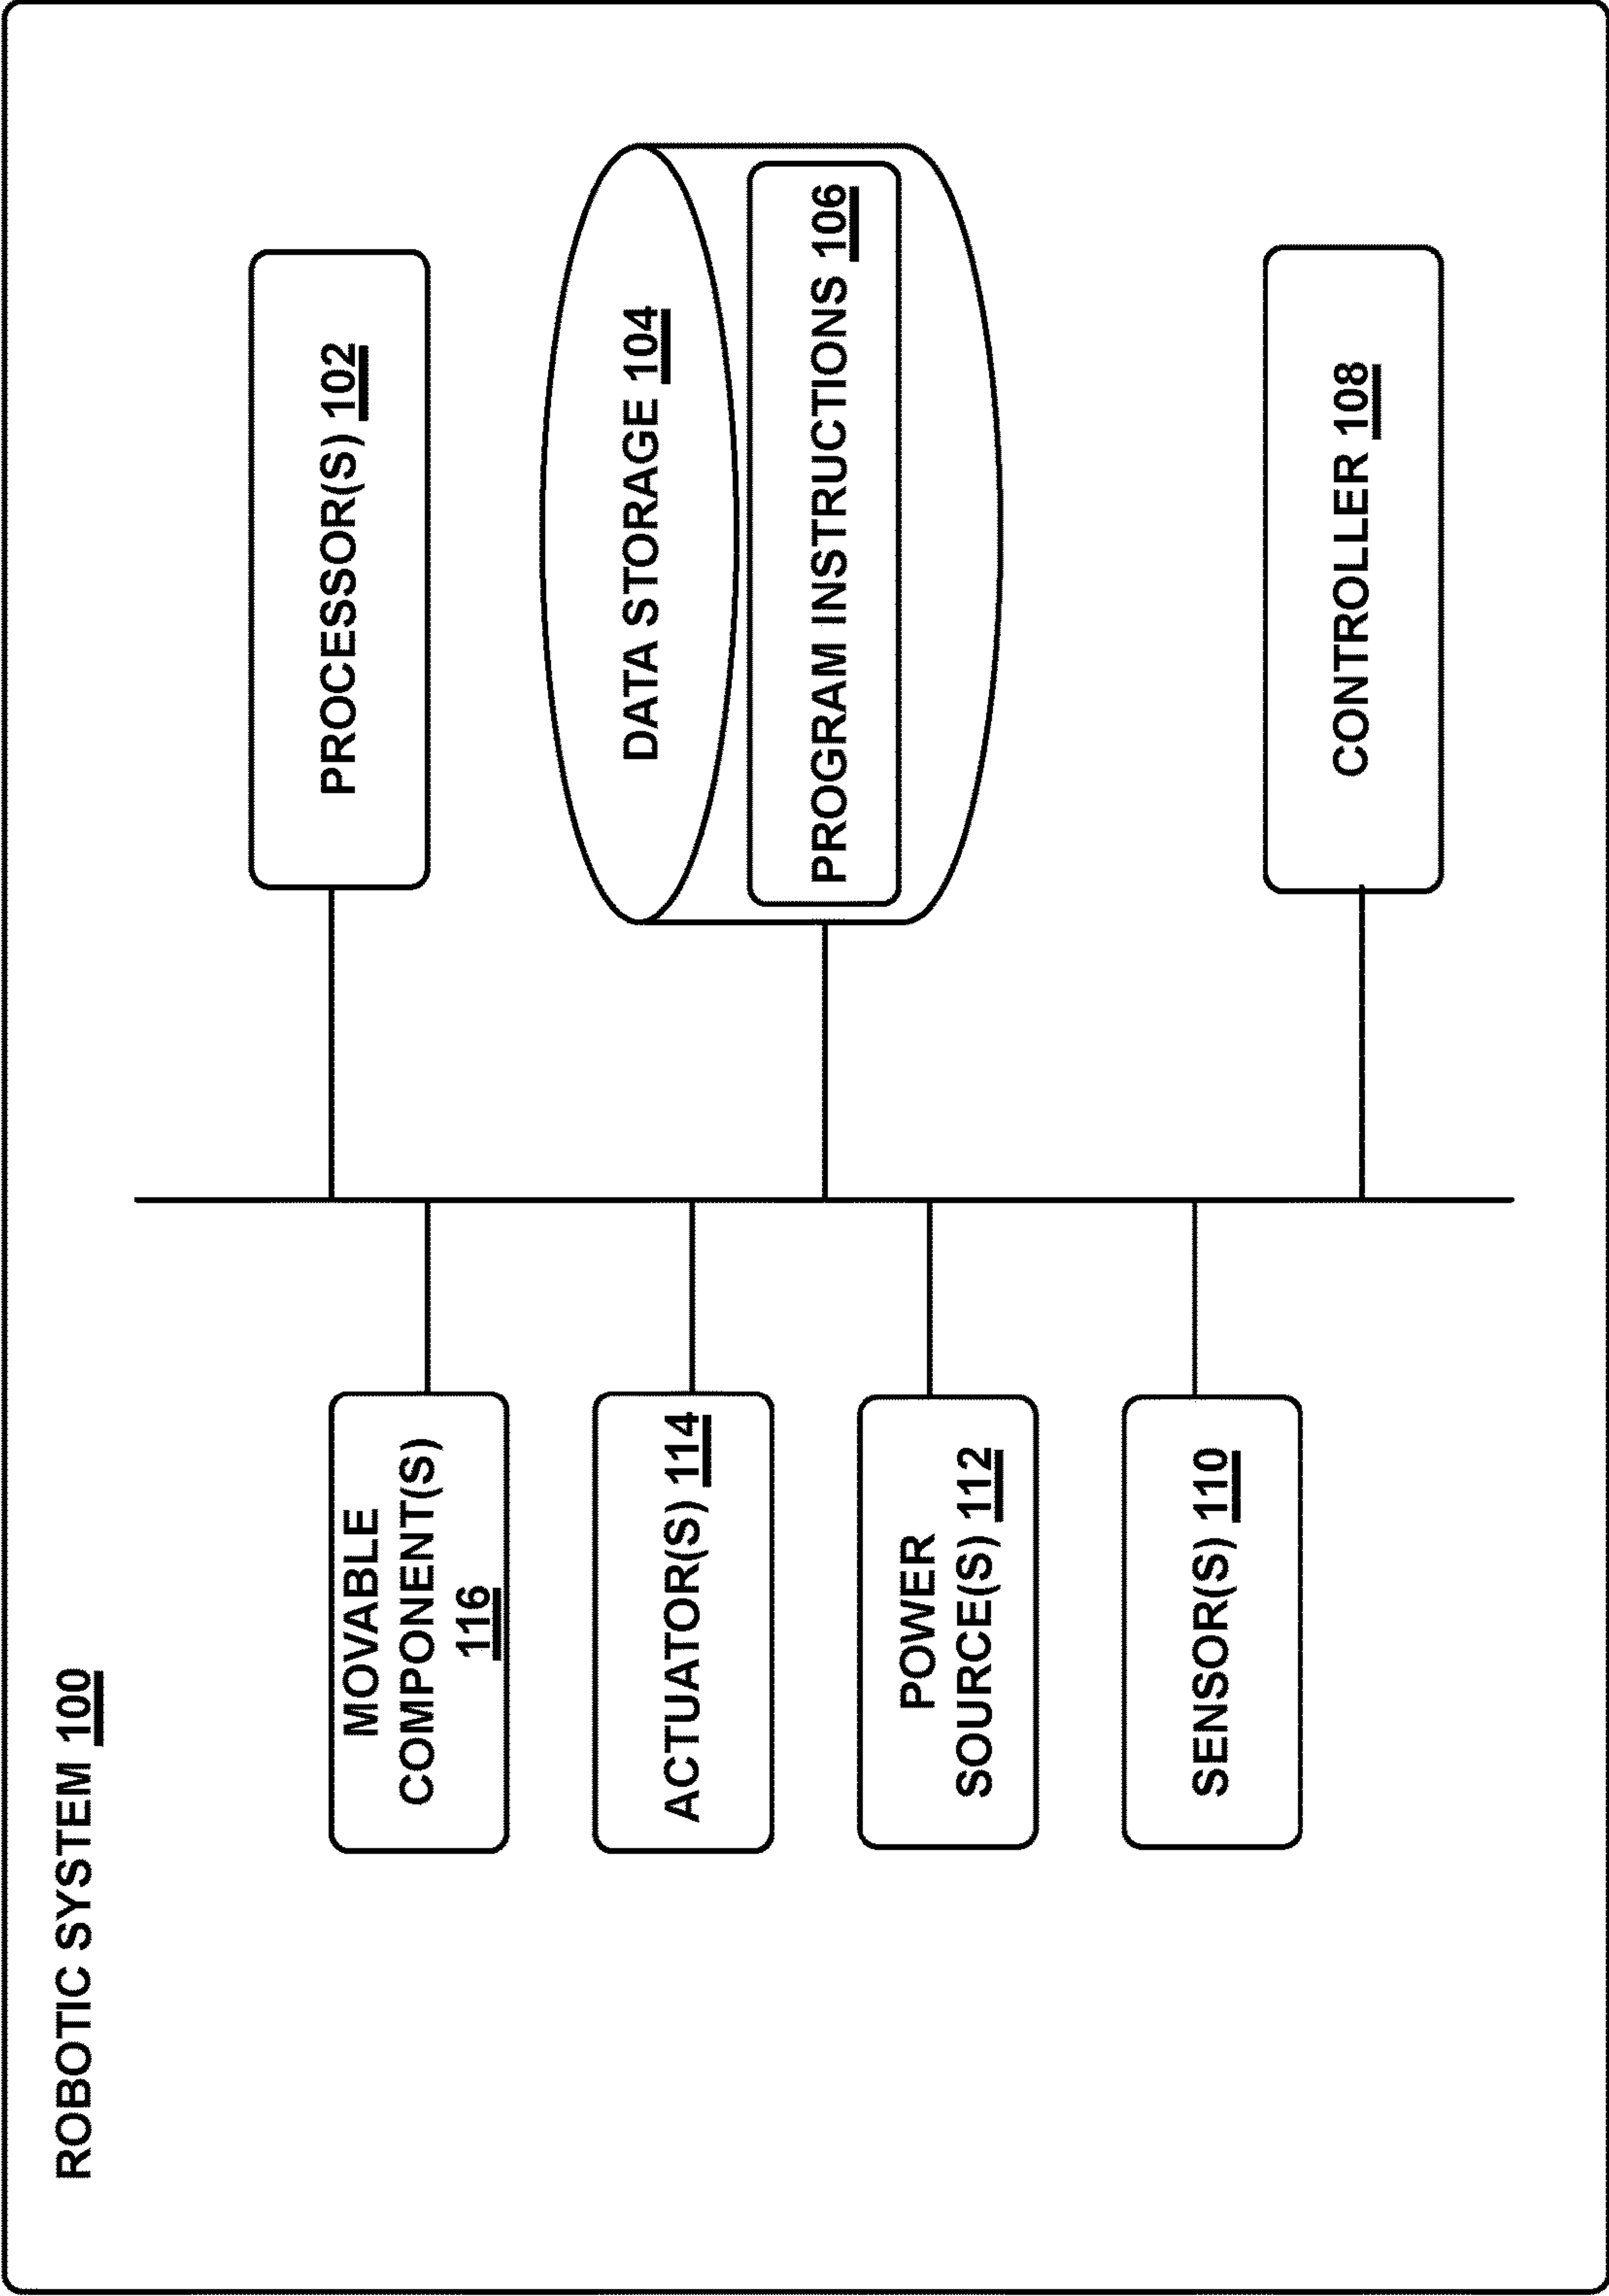 ROBOTIC SYSTEM 100
MOVABLE
COMPONENT(S)
116
ACTUATOR(S) 114
POWER
SOURCE(S) 112
SENSOR(S) 110
PROCESSOR(S) 102
DATA STORAGE 104
PROGRAM INSTRUCTIONS 106
CONTROLLER 108